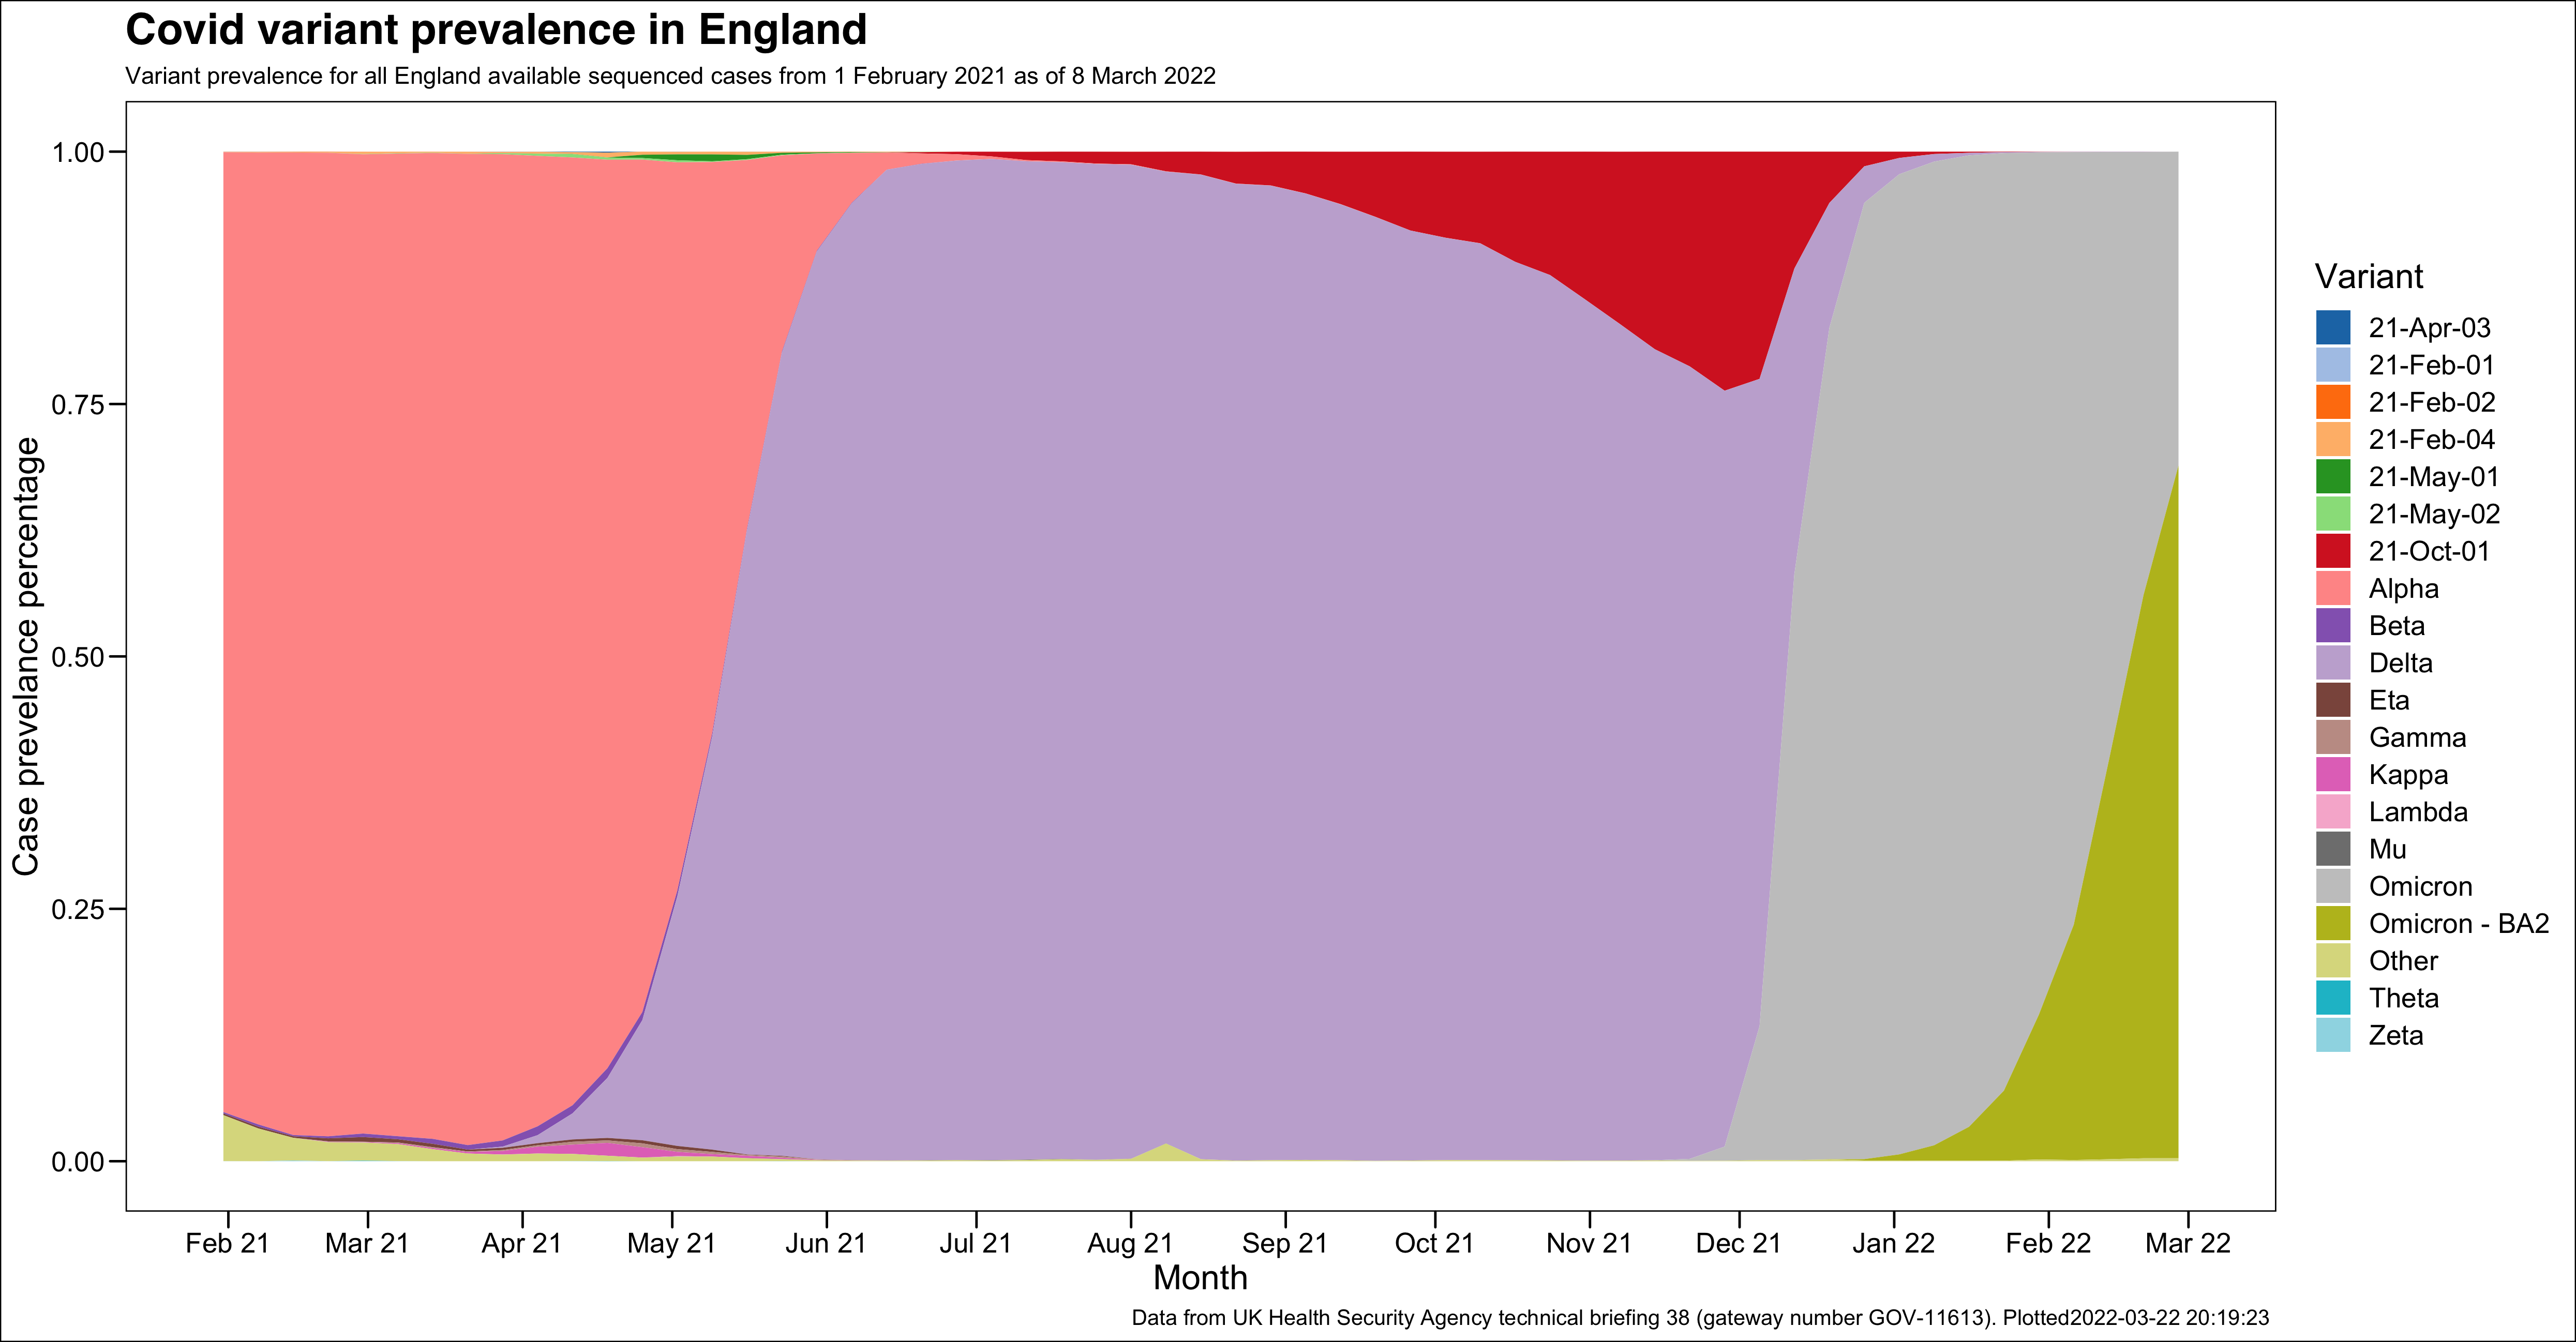 Covid variant prevalence in England
Variant prevalence for all England available sequenced cases from 1 February 2021 as of 8 March 2022
Case prevelance percentage
1.00
0.75
0.50
0.25
0.00
Feb 21 Mar 21 Apr 21 May 21 Jun 21 Jul 21 Aug 21 Sep 21 Oct 21 Nov 21 Dec 21 Jan 22 Feb 22 Mar 22
Month
Variant
21-Apr-03
21-Feb-01
21-Feb-02
21-Feb-04
21-May-01
21-May-02
21-Oct-01
Alpha
Beta
Delta
Eta
Gamma
Kappa
Lambda
Mu
Omicron
Omicron - BA2
Other
Theta
Zeta
Data from UK Health Security Agency technical briefing 38 (gateway number GOV-11613). Plotted2022-03-22 20:19:23